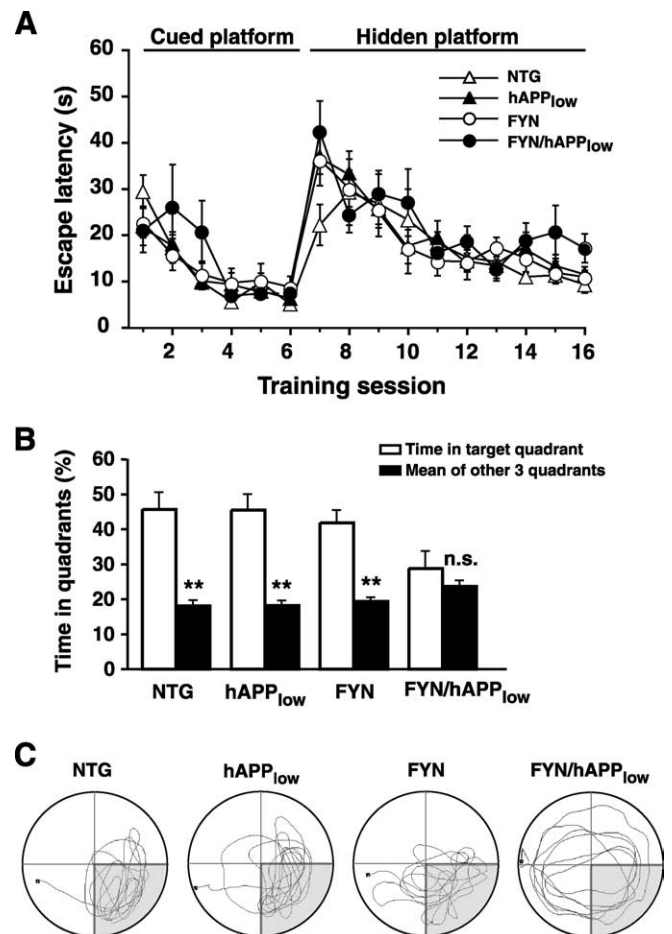 A
Cued platform Hidden platform
Escape latency (s)
60
50
40
30
20
10
0
NTG
hAPPlow
FYN
FYN/hAPPlow
2 4 6 8 10 12 14 16
Training session
B
Time in quadrants (%)
60
50
40
30
20
10
0
Time in target quadrant
Mean of other 3 quadrants
** ** ** n.s.
NTG hAPPlow FYN FYN/hAPPlow
C
NTG hAPPlow FYN FYN/hAPPlow